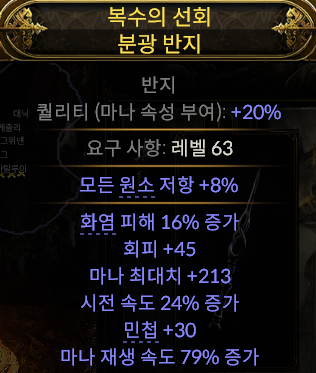 복수의 선회
분광 반지
반지
퀄리티 (마나 속성 부여): +20%
요구 사항: 레벨 63
모든 원소 저항 +8%
화염 피해 16% 증가
회피 +45
마나 최대치 +213
시전 속도 24% 증가
민첩 +30
마나 재생 속도 79% 증가